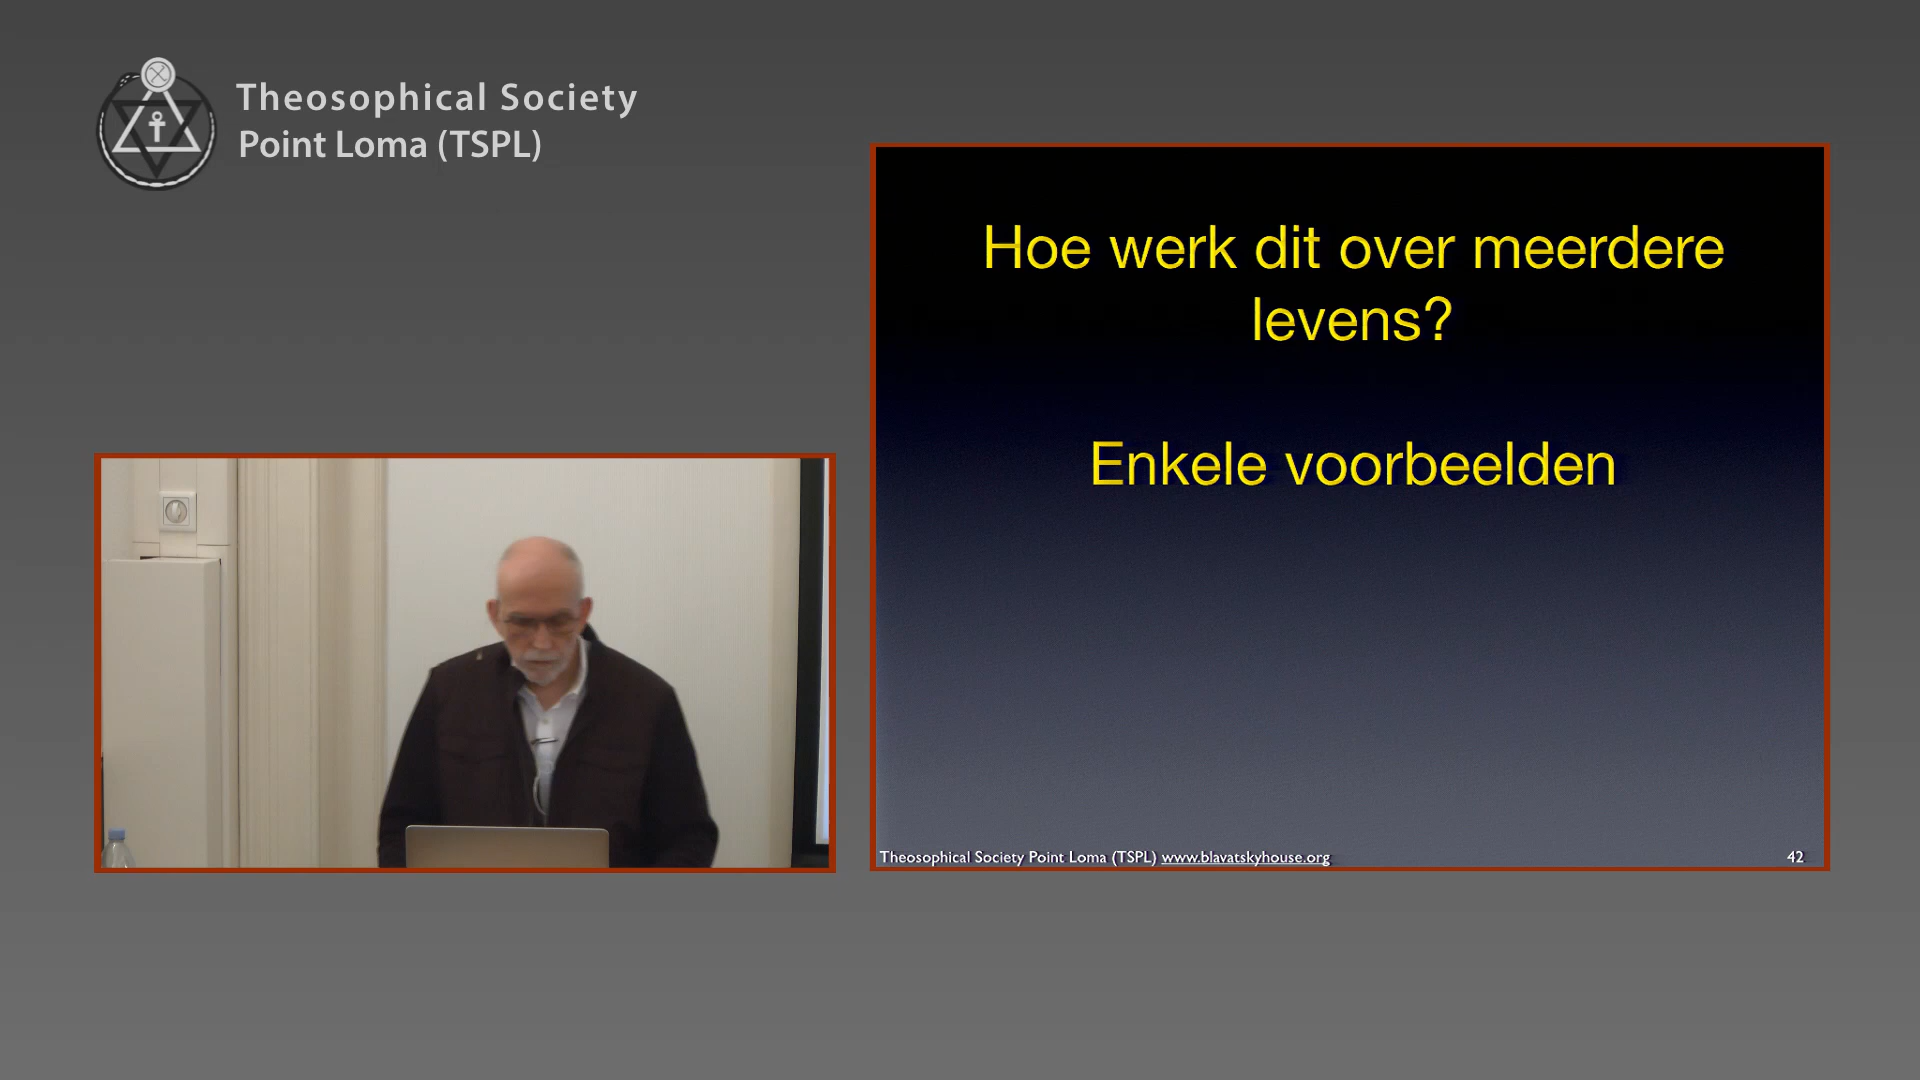 Theosophical Society
Point Loma (TSPL)
Hoe werk dit over meerdere
levens?
Enkele voorbeelden
Theosophical Society Point Loma (TSPL) www.blavatskyhouse.org
42